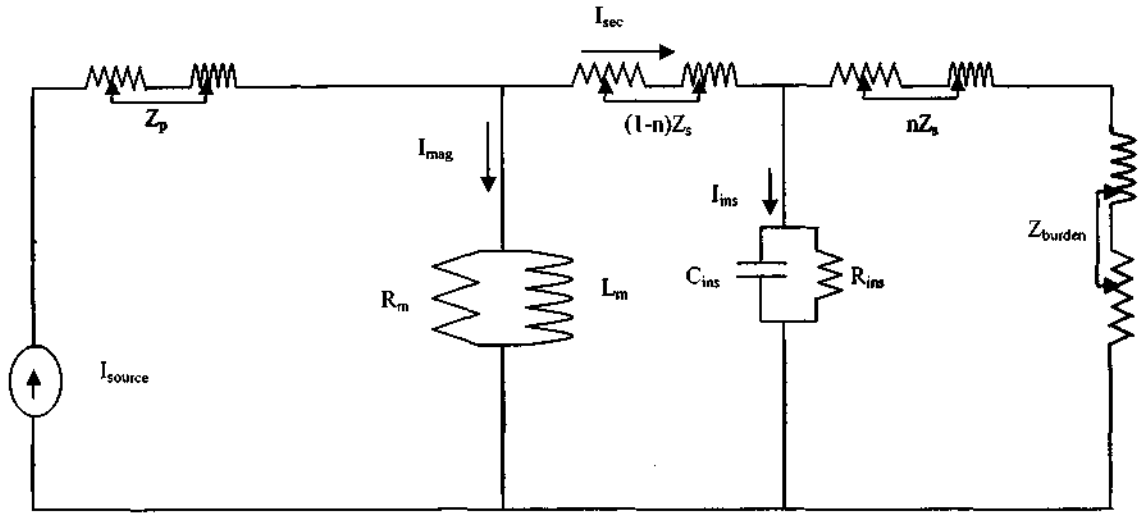 I_sec
Z_p
(1-n)Z_s
nZ_s
I_mag
I_ins
Z_burden
R_m
L_m
C_ins
R_ins
I_source